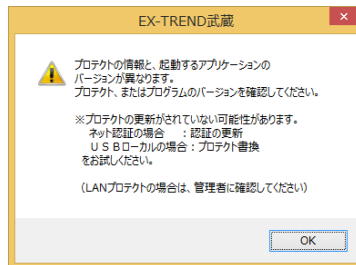 EX-TREND武蔵
プロテクトの情報と、起動するアプリケーションの
バージョンが異なります。
プロテクト、またはプログラムのバージョンを確認してください。
※プロテクトの更新がされていない可能性があります。
ネット認証の場合　：認証の更新
ＵＳＢローカルの場合：プロテクト書換
をお試しください。
（LANプロテクトの場合は、管理者に確認してください）
OK